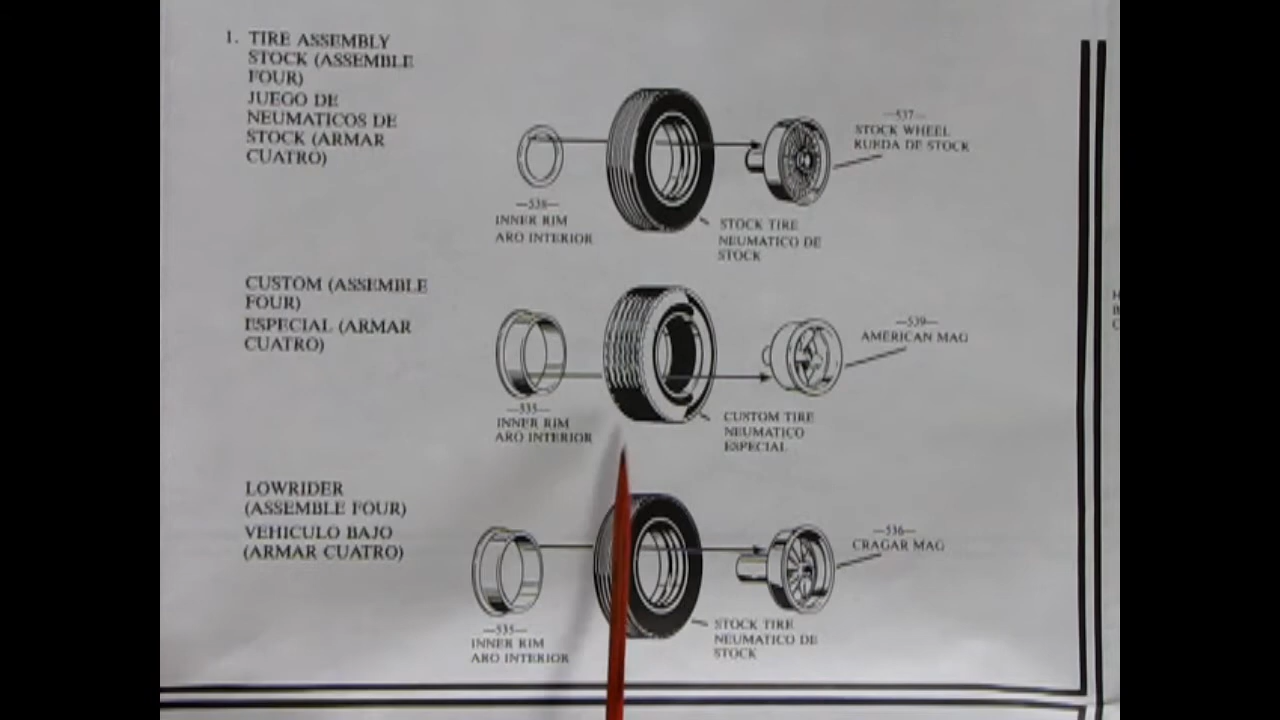 1. TIRE ASSEMBLY
STOCK (ASSEMBLE
FOUR)
JUEGO DE
NEUMATICOS DE
STOCK (ARMAR
CUATRO)
—538—
INNER RIM
ARO INTERIOR
STOCK TIRE
NEUMATICO DE
STOCK
—537—
STOCK WHEEL
RUEDA DE STOCK
CUSTOM (ASSEMBLE
FOUR)
ESPECIAL (ARMAR
CUATRO)
—535—
INNER RIM
ARO INTERIOR
CUSTOM TIRE
NEUMATICO
ESPECIAL
—539—
AMERICAN MAG
LOWRIDER
(ASSEMBLE FOUR)
VEHICULO BAJO
(ARMAR CUATRO)
—535—
INNER RIM
ARO INTERIOR
STOCK TIRE
NEUMATICO DE
STOCK
—536—
CRAGAR MAG